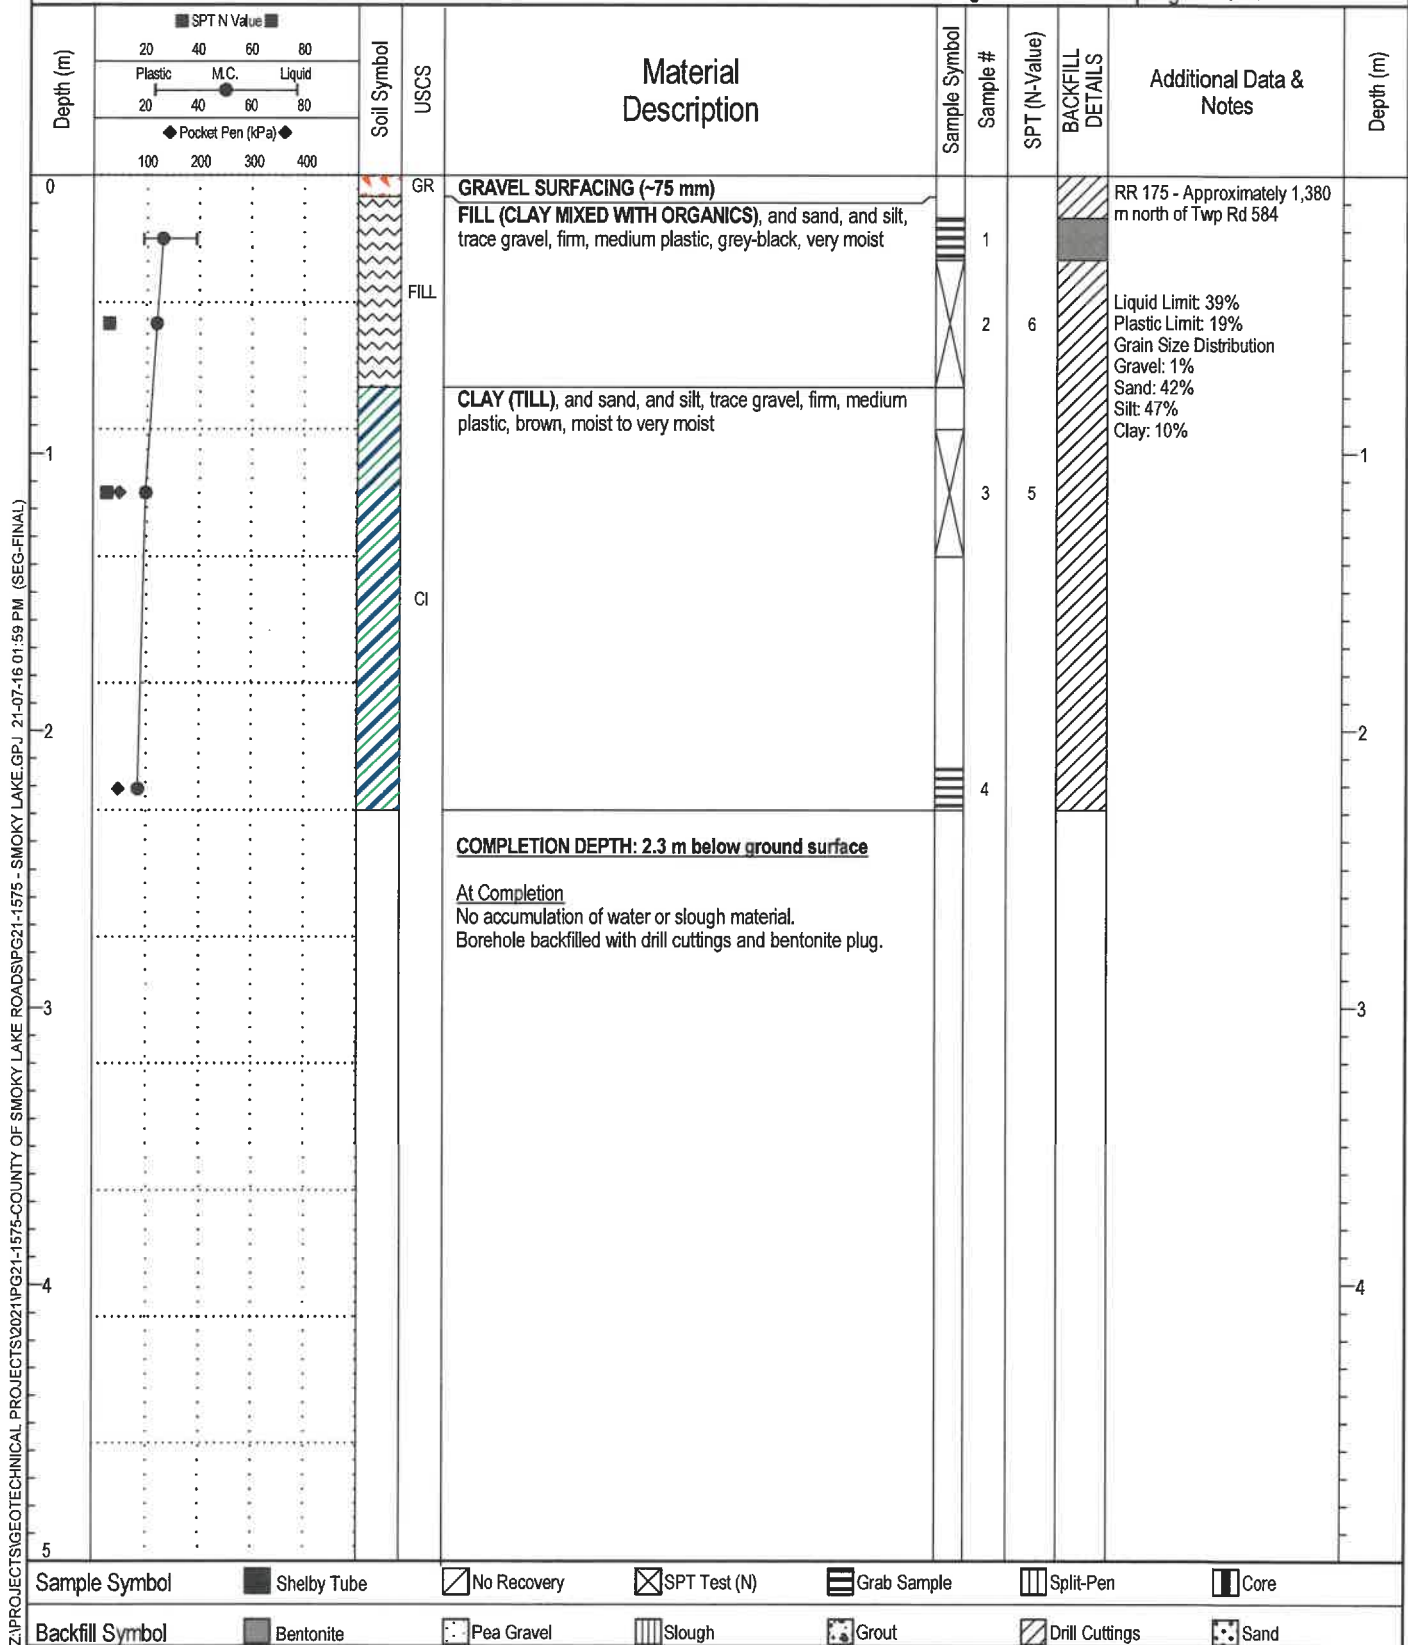 SPT N Value
20 40 60 80
Plastic M.C. Liquid
20 40 60 80
Pocket Pen (kPa)
100 200 300 400
Depth (m)
Soil Symbol
USCS
Material
Description
Sample Symbol
Sample #
SPT (N-Value)
BACKFILL
DETAILS
Additional Data &
Notes
Depth (m)
0
GR
GRAVEL SURFACING (~75 mm)
FILL (CLAY MIXED WITH ORGANICS), and sand, and silt,
trace gravel, firm, medium plastic, grey-black, very moist
1
RR 175 - Approximately 1,380
m north of Twp Rd 584
FILL
2
6
Liquid Limit: 39%
Plastic Limit: 19%
Grain Size Distribution
Gravel: 1%
Sand: 42%
Silt: 47%
Clay: 10%
CLAY (TILL), and sand, and silt, trace gravel, firm, medium
plastic, brown, moist to very moist
1
1
3
5
CI
2
2
4
COMPLETION DEPTH: 2.3 m below ground surface
At Completion
No accumulation of water or slough material.
Borehole backfilled with drill cuttings and bentonite plug.
3
3
4
4
5
Z:\PROJECTS\GEOTECHNICAL PROJECTS\2021\PG21-1575-COUNTY OF SMOKY LAKE ROADS\PG21-1575 - SMOKY LAKE.GPJ 21-07-16 01:59 PM (SEG-FINAL)
Sample Symbol Shelby Tube No Recovery SPT Test (N) Grab Sample Split-Pen Core
Backfill Symbol Bentonite Pea Gravel Slough Grout Drill Cuttings Sand